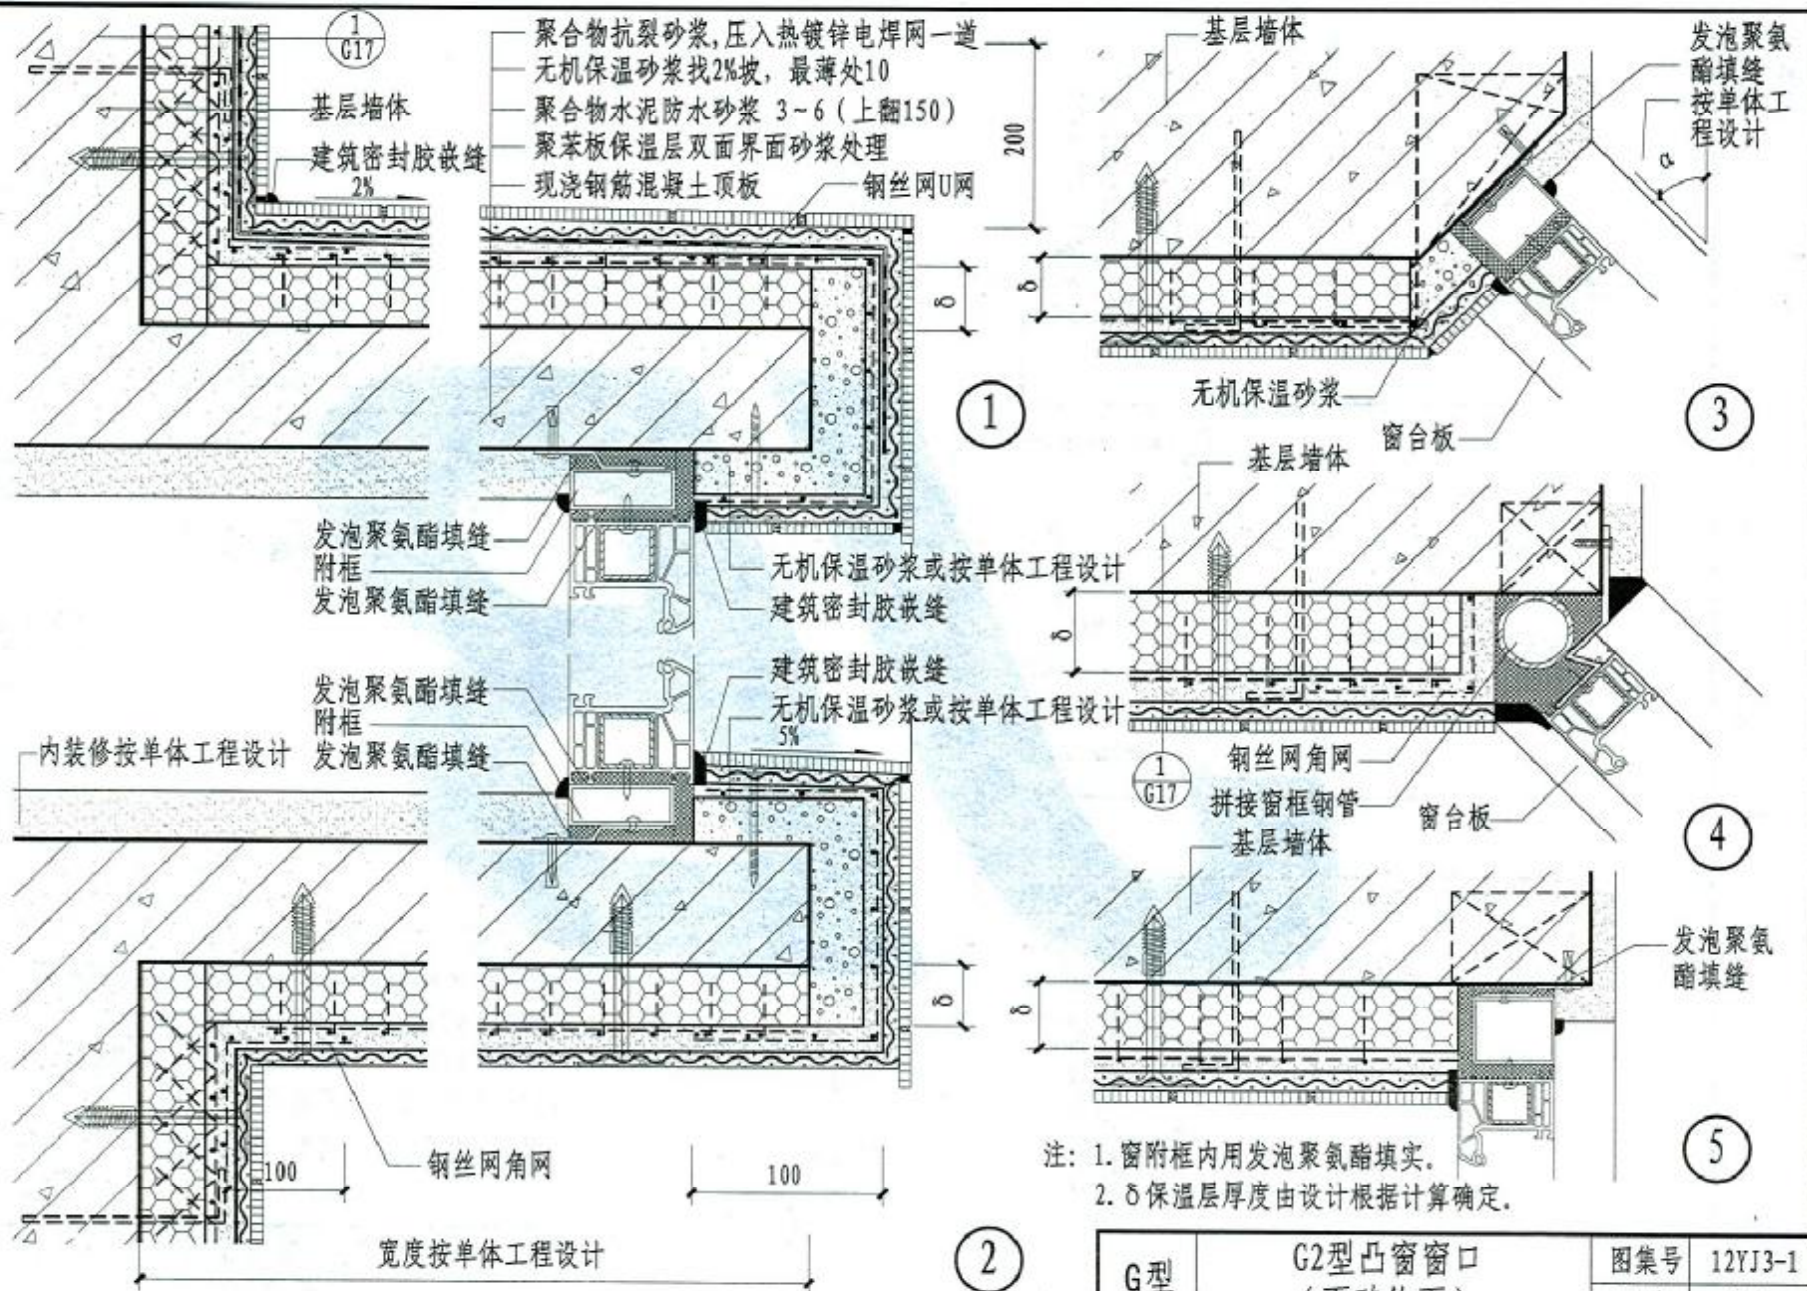 1
G17
基层墙体
建筑密封胶嵌缝
2%
聚合物抗裂砂浆,压入热镀锌电焊网一道
无机保温砂浆找2%坡，最薄处10
聚合物水泥防水砂浆 3~6（上翻150）
聚苯板保温层双面界面砂浆处理
现浇钢筋混凝土顶板
钢丝网U网
δ
1
发泡聚氨酯填缝
附框
发泡聚氨酯填缝
无机保温砂浆或按单体工程设计
建筑密封胶嵌缝
建筑密封胶嵌缝
无机保温砂浆或按单体工程设计
5%
发泡聚氨酯填缝
附框
发泡聚氨酯填缝
内装修按单体工程设计
δ
100
钢丝网角网
100
宽度按单体工程设计
2
基层墙体
发泡聚氨
酯填缝
按单体工
程设计
α
200
δ
无机保温砂浆
窗台板
3
基层墙体
δ
1
G17
钢丝网角网
拼接窗框钢管
窗台板
4
基层墙体
发泡聚氨
酯填缝
δ
5
注: 1.窗附框内用发泡聚氨酯填实.
2.δ保温层厚度由设计根据计算确定.
G型
G2型凸窗窗口
图集号
12YJ3-1